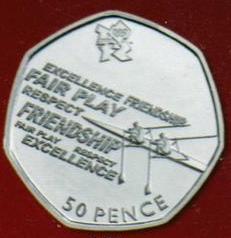 EXCELLENCE FRIENDSHIP
FAIR PLAY
RESPECT
FRIENDSHIP
FAIR PLAY RESPECT
EXCELLENCE
50 PENCE